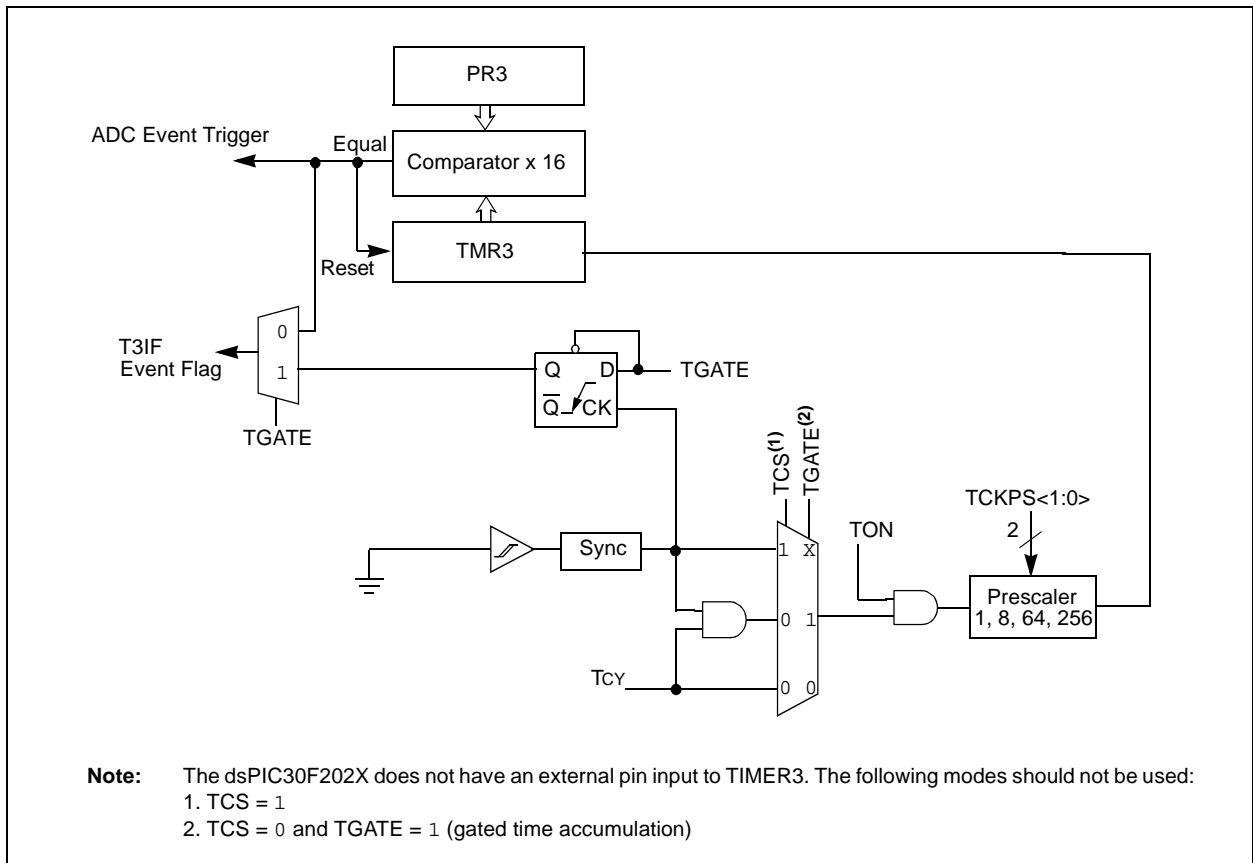 PR3
ADC Event Trigger
Equal
Comparator x 16
Reset
TMR3
0
T3IF
Event Flag
1
TGATE
Q
D
TGATE
Q̅
CK
TCS(1)
TGATE(2)
TCKPS<1:0>
2
TON
Sync
1 X
Prescaler
1, 8, 64, 256
0 1
TCY
0 0
Note: The dsPIC30F202X does not have an external pin input to TIMER3. The following modes should not be used:
1. TCS = 1
2. TCS = 0 and TGATE = 1 (gated time accumulation)